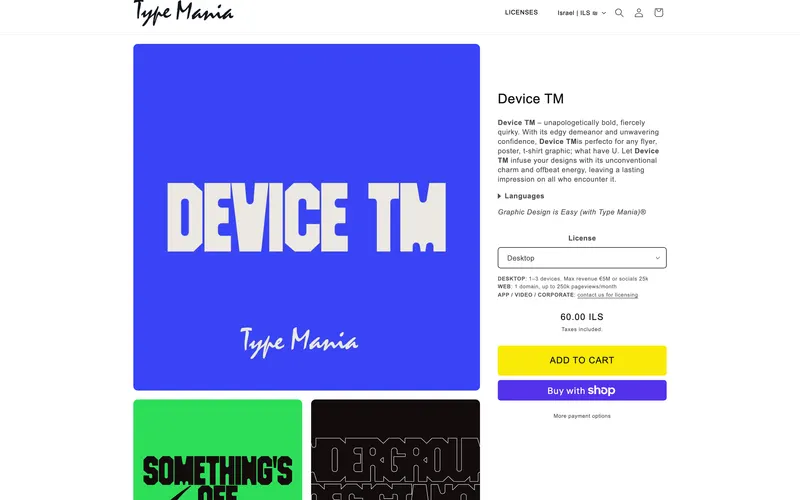 Type Mania
LICENSES
Israel | ILS ₪
DEVICE TM
Type Mania
SOMETHING'S
OFF
DERGROU
Device TM
Device TM – unapologetically bold, fiercely
quirky. With its edgy demeanor and unwavering
confidence, Device TMis perfecto for any flyer,
poster, t-shirt graphic; what have U. Let Device
TM infuse your designs with its unconventional
charm and offbeat energy, leaving a lasting
impression on all who encounter it.
Languages
Graphic Design is Easy (with Type Mania)®
License
Desktop
DESKTOP: 1–3 devices. Max revenue €5M or socials 25k
WEB: 1 domain, up to 250k pageviews/month
APP / VIDEO / CORPORATE: contact us for licensing
60.00 ILS
Taxes included.
ADD TO CART
Buy with shop
More payment options